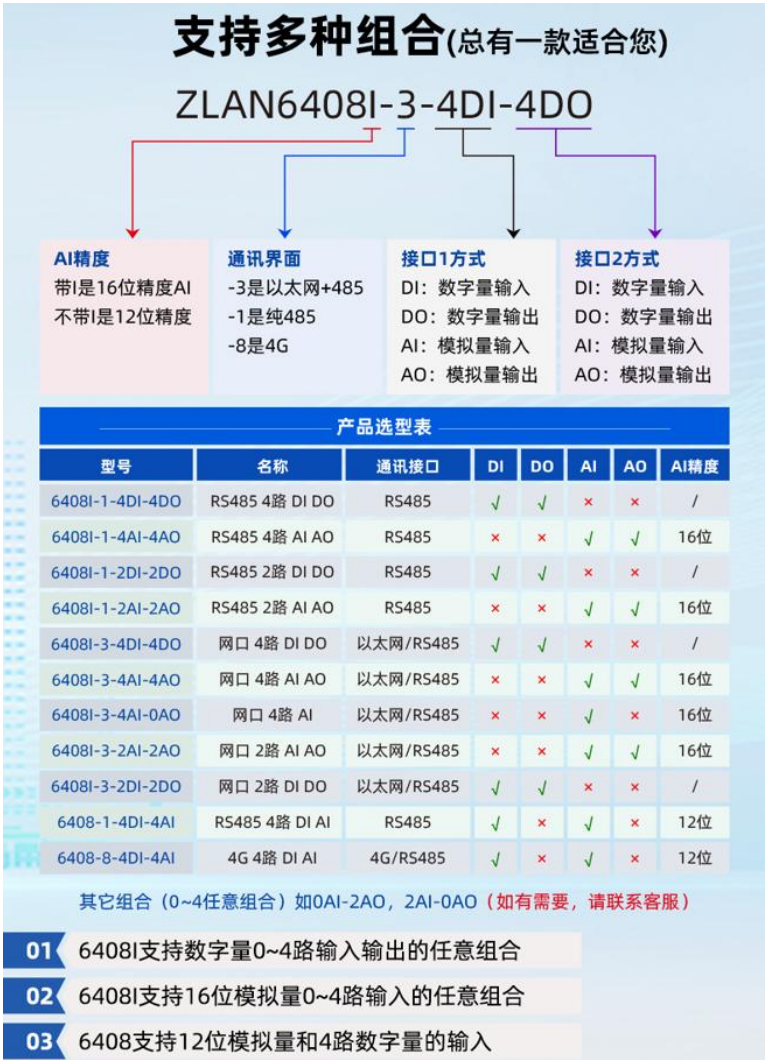 支持多种组合(总有一款适合您)
ZLAN6408I-3-4DI-4DO
AI精度
带I是16位精度AI
不带I是12位精度
通讯界面
-3是以太网+485
-1是纯485
-8是4G
接口1方式
DI：数字量输入
DO：数字量输出
AI：模拟量输入
AO：模拟量输出
接口2方式
DI：数字量输入
DO：数字量输出
AI：模拟量输入
AO：模拟量输出
产品选型表
型号 名称 通讯接口 DI DO AI AO AI精度
6408I-1-4DI-4DO RS485 4路 DI DO RS485 √ √ × × /
6408I-1-4AI-4AO RS485 4路 AI AO RS485 × × √ √ 16位
6408I-1-2DI-2DO RS485 2路 DI DO RS485 √ √ × × /
6408I-1-2AI-2AO RS485 2路 AI AO RS485 × × √ √ 16位
6408I-3-4DI-4DO 网口 4路 DI DO 以太网/RS485 √ √ × × /
6408I-3-4AI-4AO 网口 4路 AI AO 以太网/RS485 × × √ √ 16位
6408I-3-4AI-0AO 网口 4路 AI 以太网/RS485 × × √ × 16位
6408I-3-2AI-2AO 网口 2路 AI AO 以太网/RS485 × × √ √ 16位
6408I-3-2DI-2DO 网口 2路 DI DO 以太网/RS485 √ √ × × /
6408-1-4DI-4AI RS485 4路 DI AI RS485 √ × √ × 12位
6408-8-4DI-4AI 4G 4路 DI AI 4G/RS485 √ × √ × 12位
其它组合（0~4任意组合）如0AI-2AO，2AI-0AO（如有需要，请联系客服）
01 6408I支持数字量0~4路输入输出的任意组合
02 6408I支持16位模拟量0~4路输入的任意组合
03 6408支持12位模拟量和4路数字量的输入